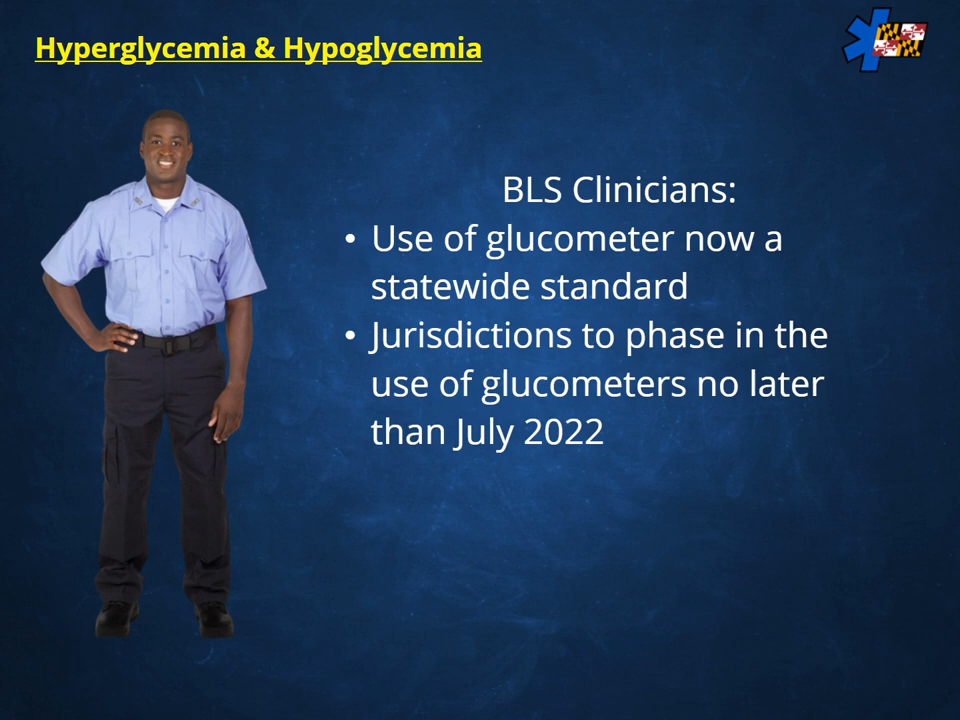 Hyperglycemia & Hypoglycemia
BLS Clinicians:
• Use of glucometer now a
statewide standard
• Jurisdictions to phase in the
use of glucometers no later
than July 2022